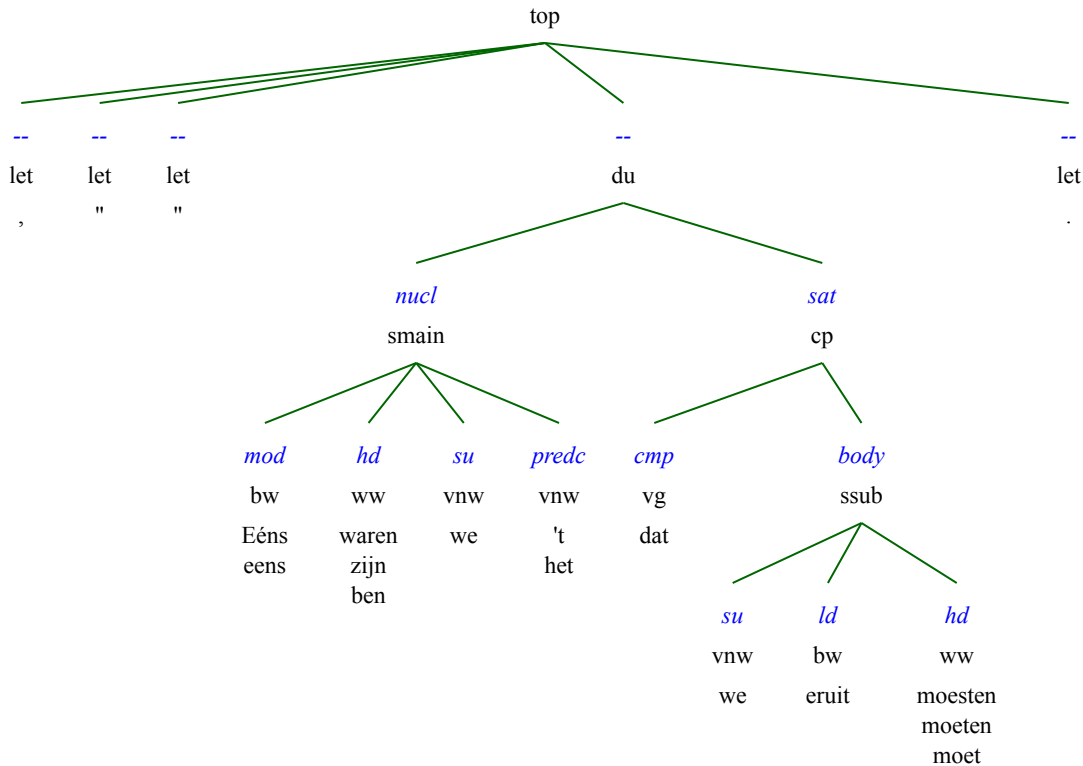 top
-- -- -- -- --
let let let du let
, " " .
nucl sat
smain cp
mod hd su predc cmp body
bw ww vnw vnw vg ssub
Eéns waren we 't dat
eens zijn het
ben
su ld hd
vnw bw ww
we eruit moesten
moeten
moet